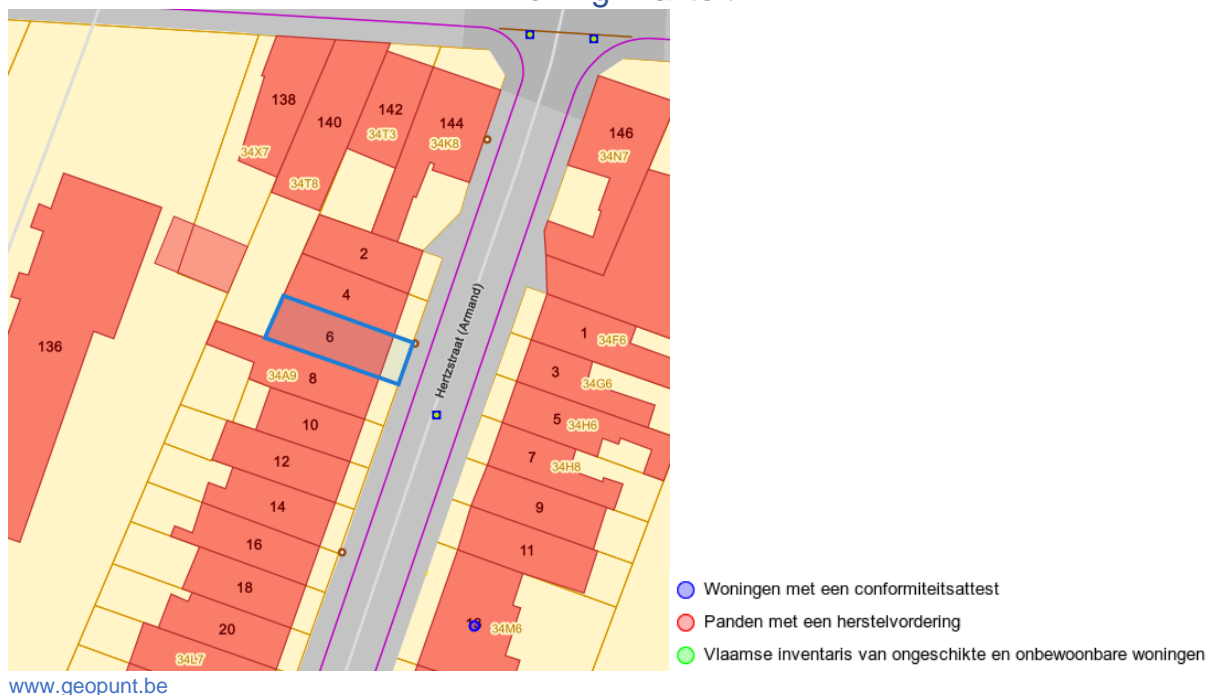 138
140
142
144
146
34X7
34T8
34T3
34K8
34N7
2
4
6
8
34A9
10
12
14
16
18
20
34L7
136
Hertzstraat (Armand)
1
34F6
3
34G6
5
34H6
7
34H8
9
11
34M6
Woningen met een conformiteitsattest
Panden met een herstelvordering
Vlaamse inventaris van ongeschikte en onbewoonbare woningen
www.geopunt.be